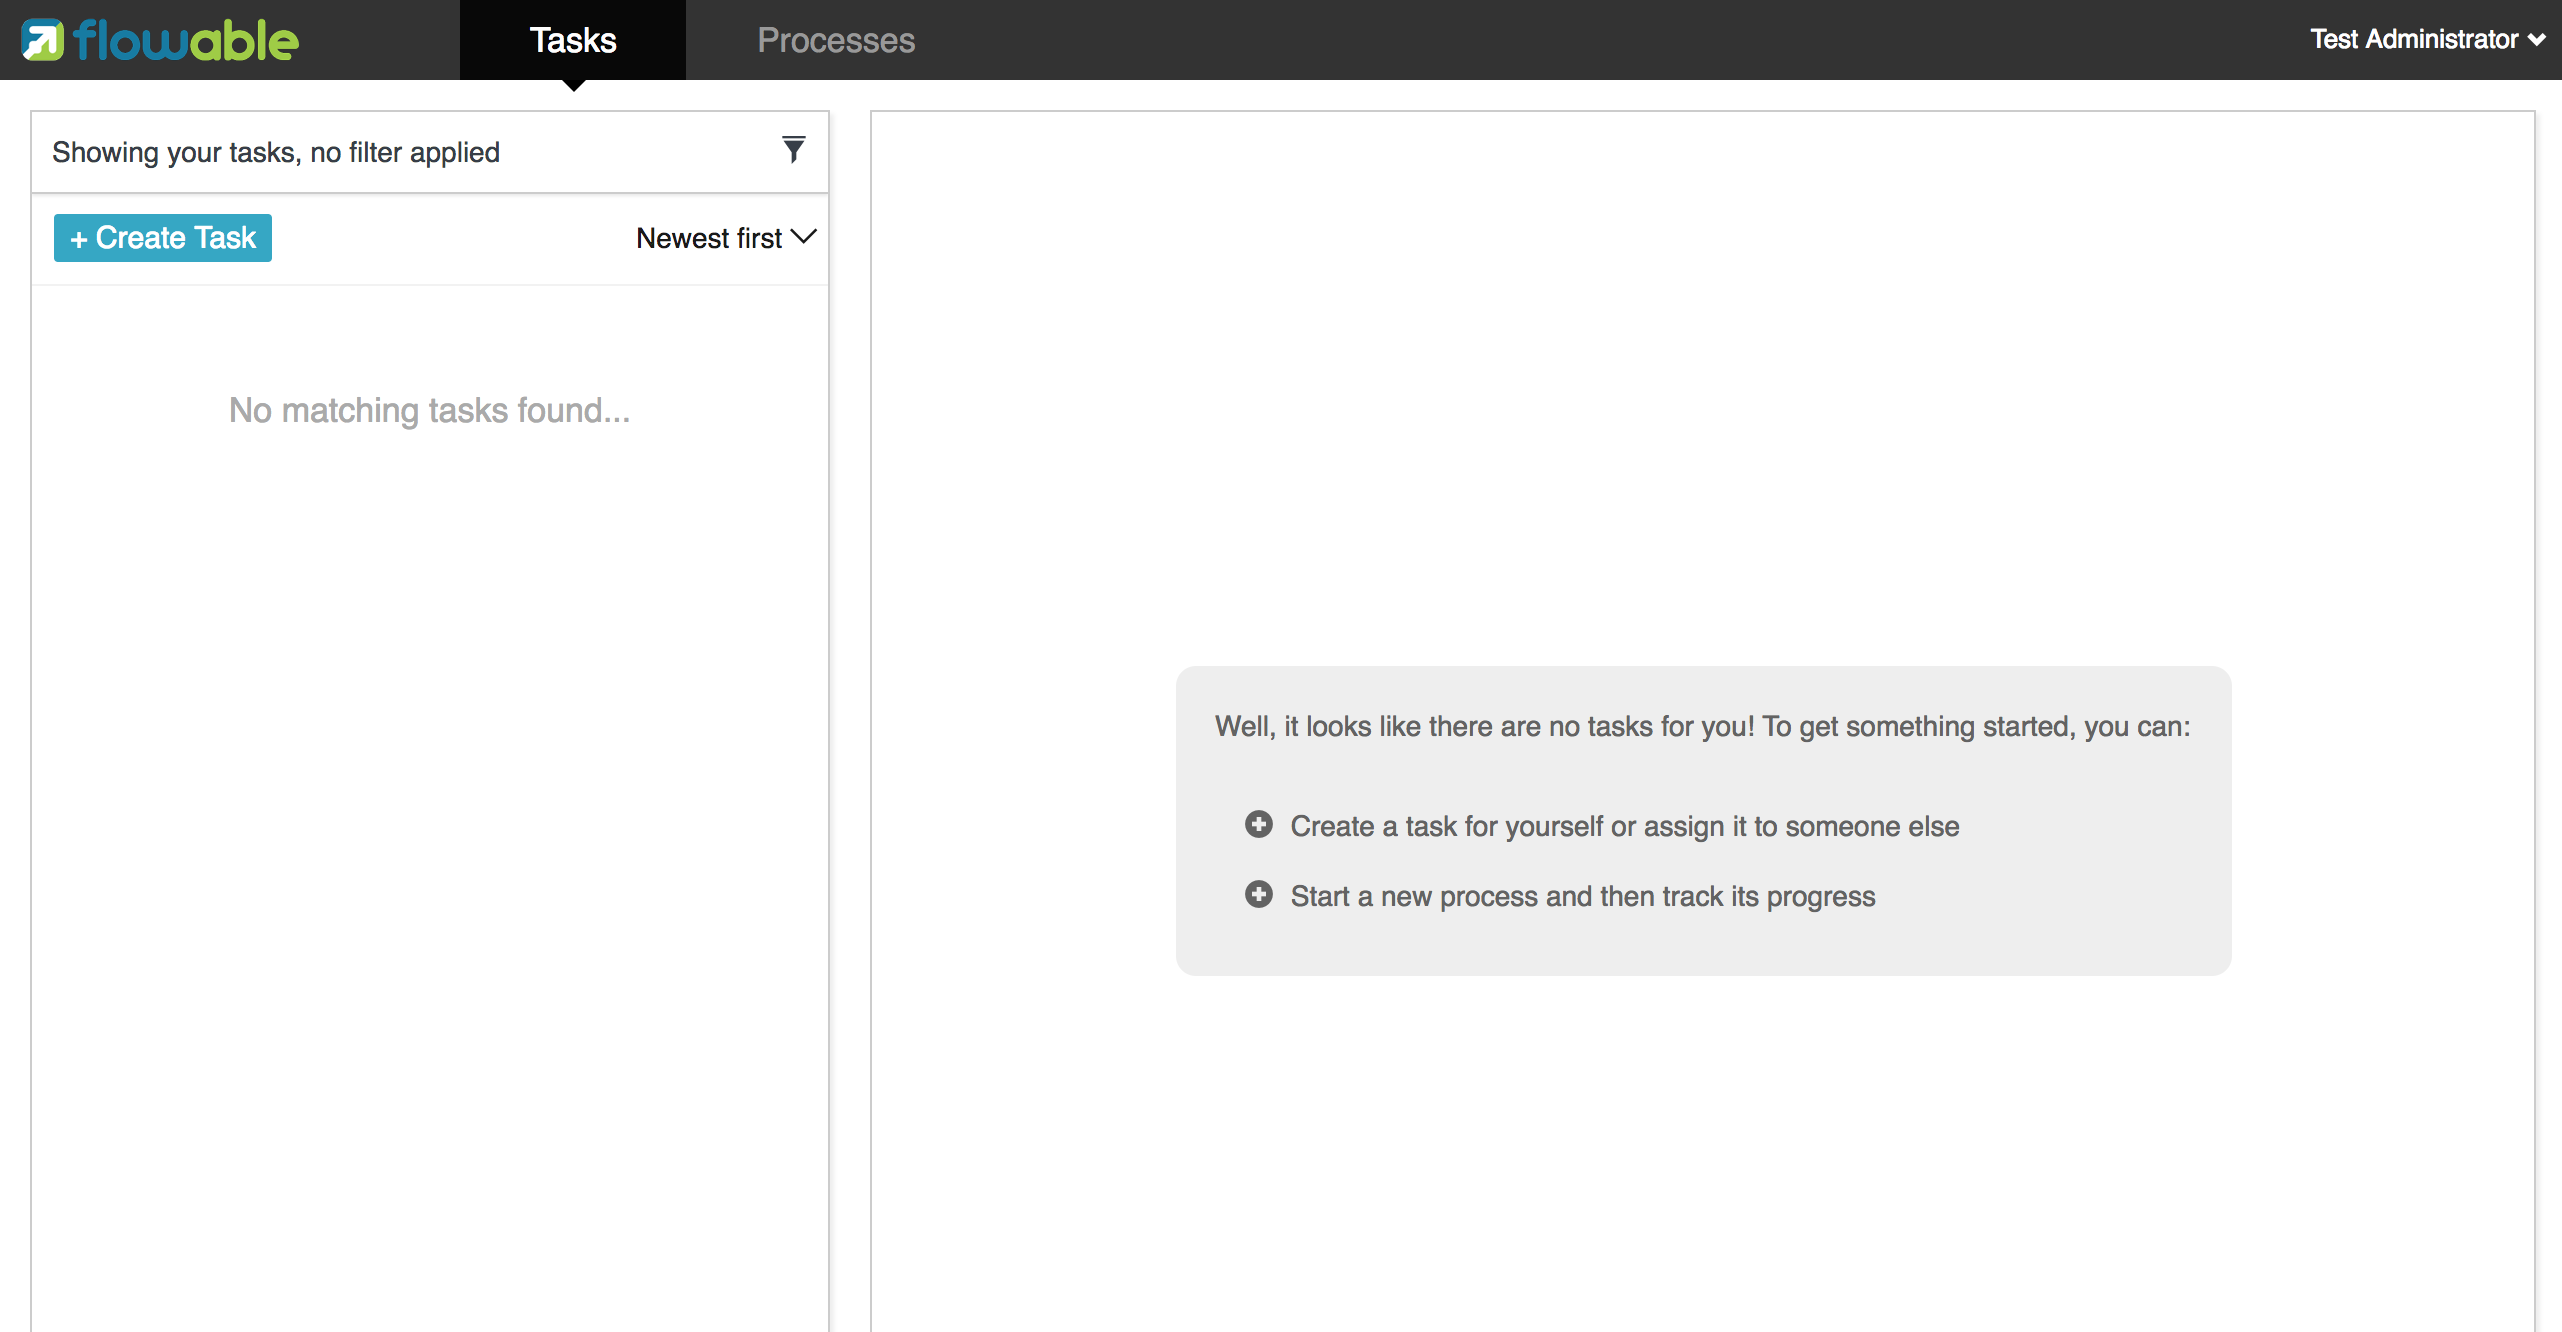 flowable
Tasks
Processes
Test Administrator
Showing your tasks, no filter applied
+ Create Task
Newest first
No matching tasks found...
Well, it looks like there are no tasks for you! To get something started, you can:
Create a task for yourself or assign it to someone else
Start a new process and then track its progress